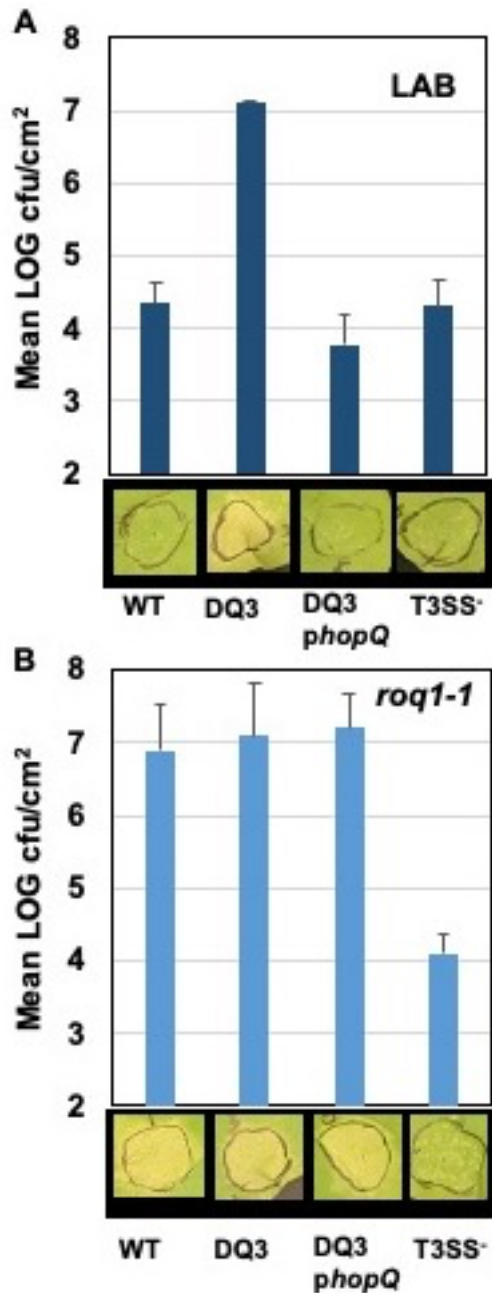 A
8
LAB
7
6
5
4
3
2
Mean LOG cfu/cm²
WT DQ3 DQ3 T3SS⁻
phopQ
B
8
roq1-1
7
6
5
4
3
2
Mean LOG cfu/cm²
WT DQ3 DQ3 T3SS⁻
phopQ